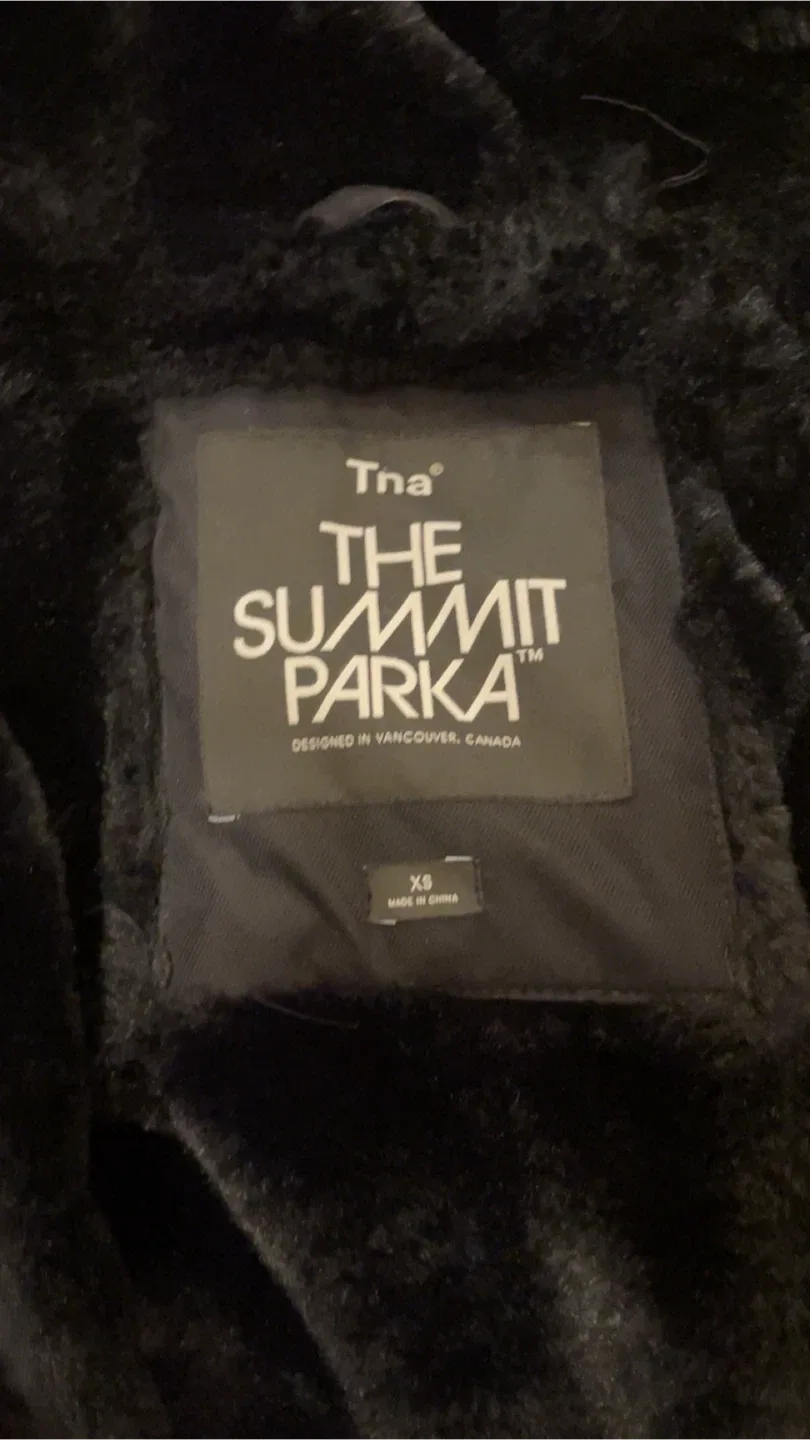 Tna®
THE
SUMMIT
PARKA™
DESIGNED IN VANCOUVER, CANADA
XS
MADE IN CHINA